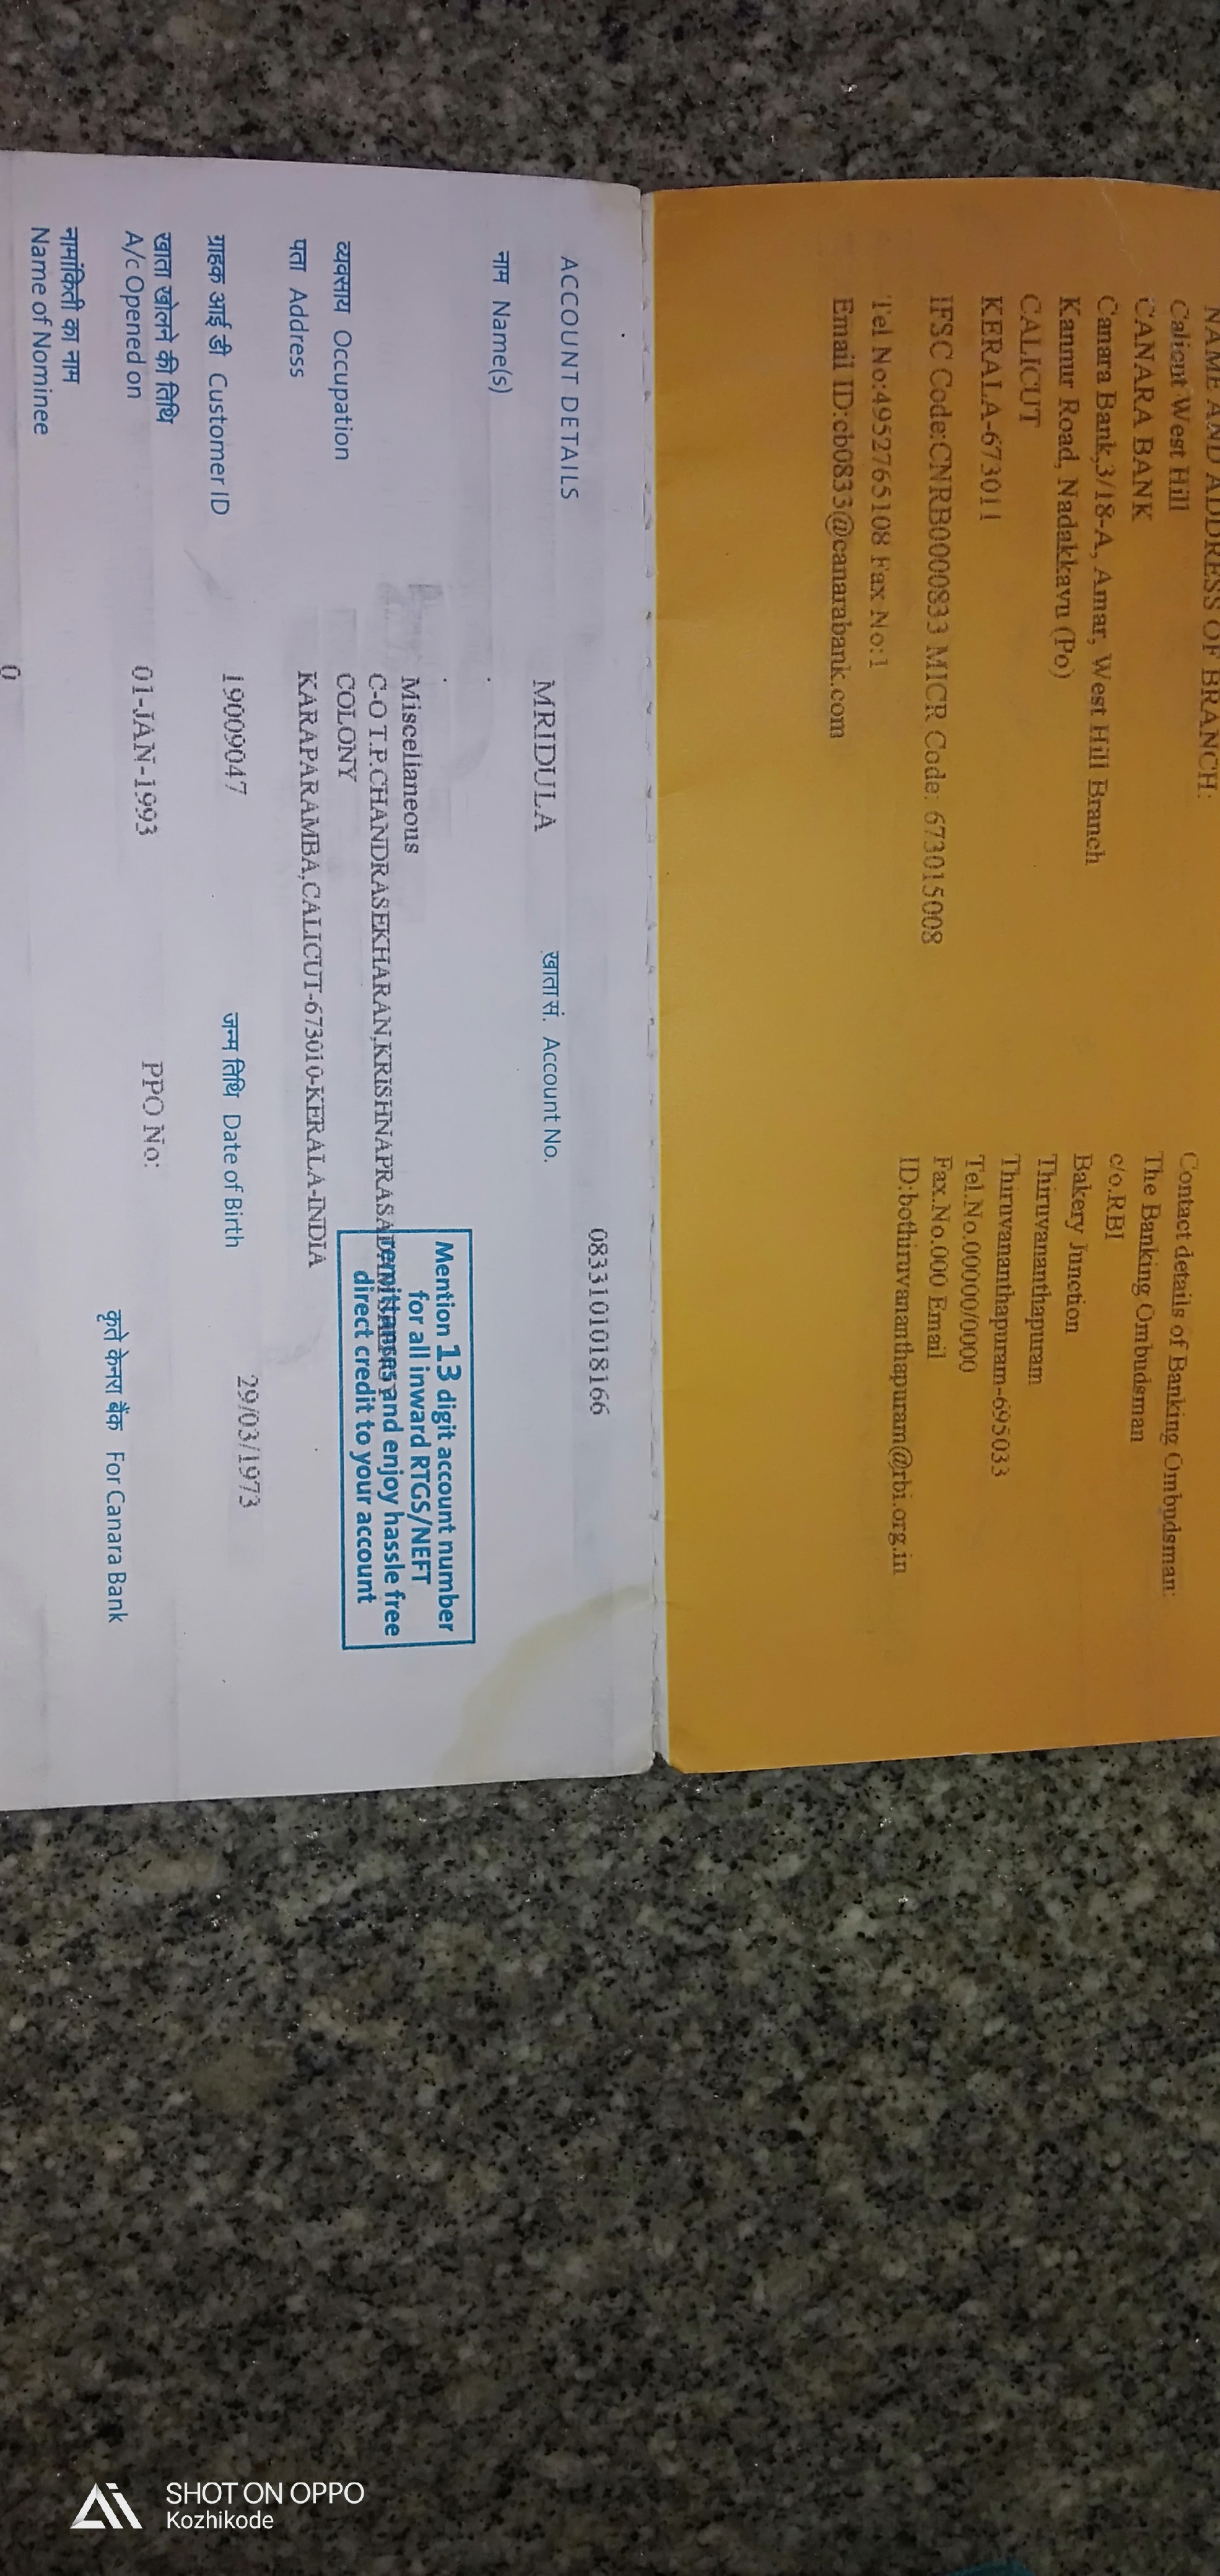 NAME AND ADDRESS OF BRANCH:
Calicut West Hill
CANARA BANK
Canara Bank,3/18-A, Amar, West Hill Branch
Kannur Road, Nadakkavu (Po)
CALICUT
KERALA-673011
IFSC Code:CNRB0000833 MICR Code: 673015008
Tel No:4952765108 Fax No:1
Email ID:cb0833@canarabank.com
Contact details of Banking Ombudsman:
The Banking Ombudsman
c/o.RBI
Bakery Junction
Thiruvananthapuram
Thiruvananthapuram-695033
Tel.No.00000/0000
Fax.No.000 Email
ID:bothiruvananthapuram@rbi.org.in
0833101018166
ACCOUNT DETAILS
खाता सं. Account No.
नाम Name(s) MRIDULA
Mention 13 digit account number
for all inward RTGS/NEFT
remittances and enjoy hassle free
direct credit to your account
व्यवसाय Occupation Miscellaneous
पता Address C-O T.P.CHANDRASEKHARAN,KRISHNAPRASAD
COLONY
KARAPARAMBA,CALICUT-673010-KERALA-INDIA
ग्राहक आई डी Customer ID 19009047 जन्म तिथि Date of Birth 29/03/1973
खाता खोलने की तिथि
A/c Opened on 01-JAN-1993 PPO No:
कृते केनरा बैंक For Canara Bank
नामांकिती का नाम
Name of Nominee
0
SHOT ON OPPO
Kozhikode